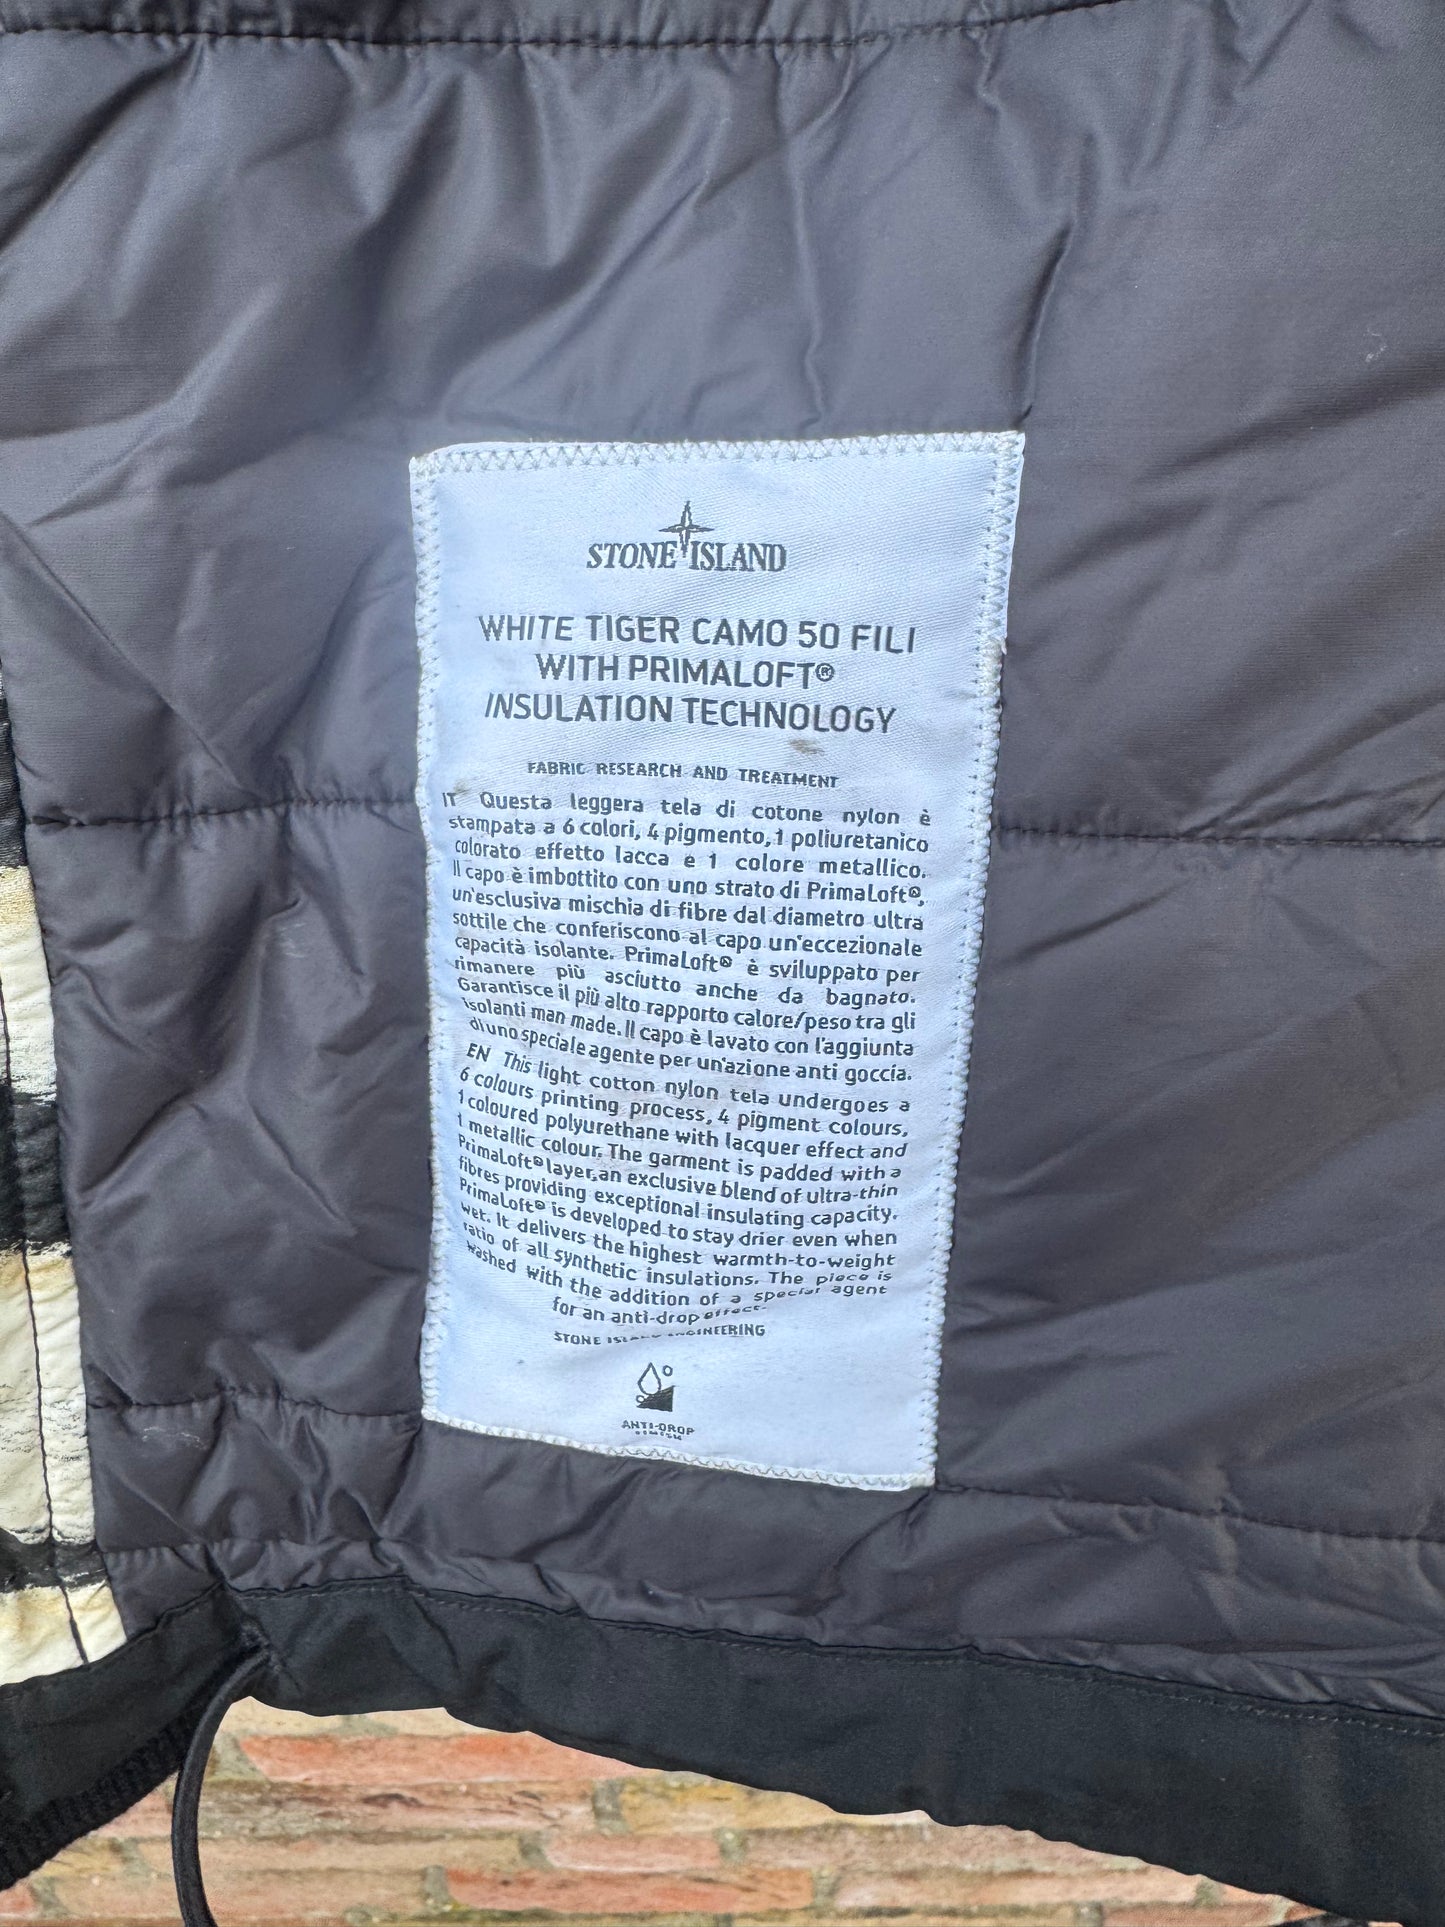 STONE ISLAND
WHITE TIGER CAMO 50 FILI
WITH PRIMALOFT®
INSULATION TECHNOLOGY
FABRIC RESEARCH AND TREATMENT
IT Questa leggera tela di cotone nylon è
stampata a 6 colori, 4 pigmento, 1 poliuretanico
colorato effetto lacca e 1 colore metallico.
Il capo è imbottito con uno strato di PrimaLoft®,
un'esclusiva mischia di fibre dal diametro ultra
sottile che conferiscono al capo un'eccezionale
capacità isolante. PrimaLoft® è sviluppato per
rimanere più asciutto anche da bagnato.
Garantisce il più alto rapporto calore/peso tra gli
isolanti man made. Il capo è lavato con l'aggiunta
di uno speciale agente per un'azione anti goccia.
EN This light cotton nylon tela undergoes a
6 colours printing process, 4 pigment colours,
1 coloured polyurethane with lacquer effect and
1 metallic colour. The garment is padded with a
PrimaLoft® layer, an exclusive blend of ultra-thin
fibres providing exceptional insulating capacity.
PrimaLoft® is developed to stay drier even when
wet. It delivers the highest warmth-to-weight
ratio of all synthetic insulations. The piece is
washed with the addition of a special agent
for an anti-drop effect.
STONE ISLAND ENGINEERING
ANTI-DROP